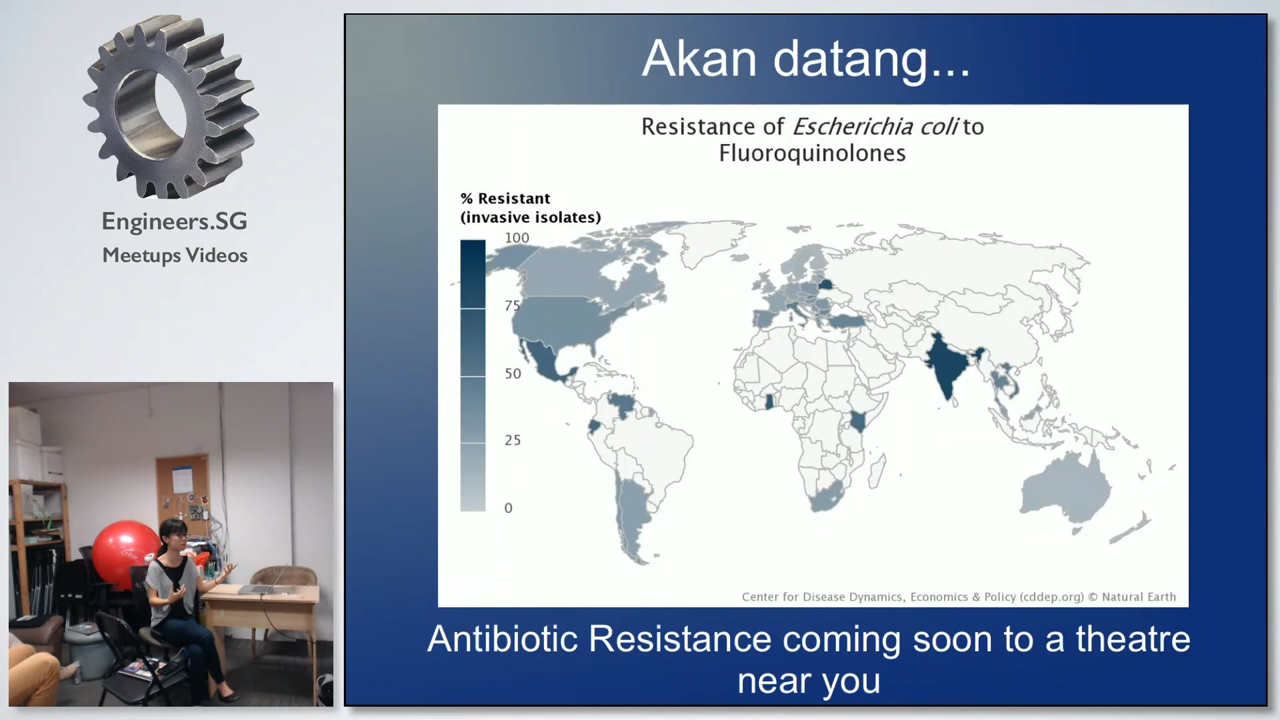 Engineers.SG
Meetups Videos
Akan datang...
Resistance of Escherichia coli to
Fluoroquinolones
% Resistant
(invasive isolates)
100
75
50
25
0
Center for Disease Dynamics, Economics & Policy (cddep.org) © Natural Earth
Antibiotic Resistance coming soon to a theatre
near you